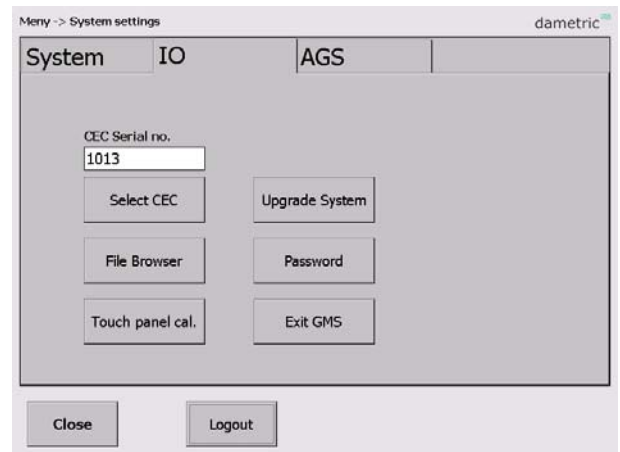 Meny -> System settings
dametric
System IO AGS
CEC Serial no.
1013
Select CEC Upgrade System
File Browser Password
Touch panel cal. Exit GMS
Close Logout